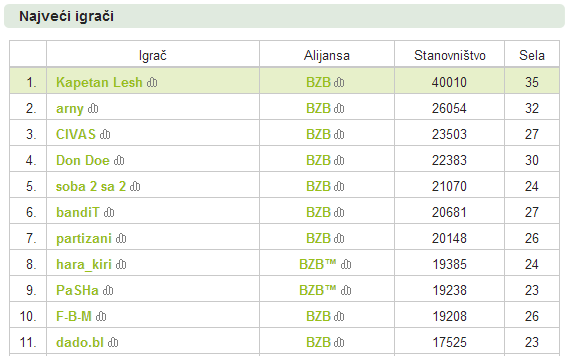 Najveći igrači
Igrač Alijansa Stanovništvo Sela
1. Kapetan Lesh BZB 40010 35
2. arny BZB 26054 32
3. CIVAS BZB 23503 27
4. Don Doe BZB 22383 30
5. soba 2 sa 2 BZB 21070 24
6. bandiT BZB 20681 27
7. partizani BZB 20148 26
8. hara_kiri BZB™ 19385 24
9. PaSHa BZB™ 19238 23
10. F-B-M BZB 19208 26
11. dado.bl BZB 17525 23